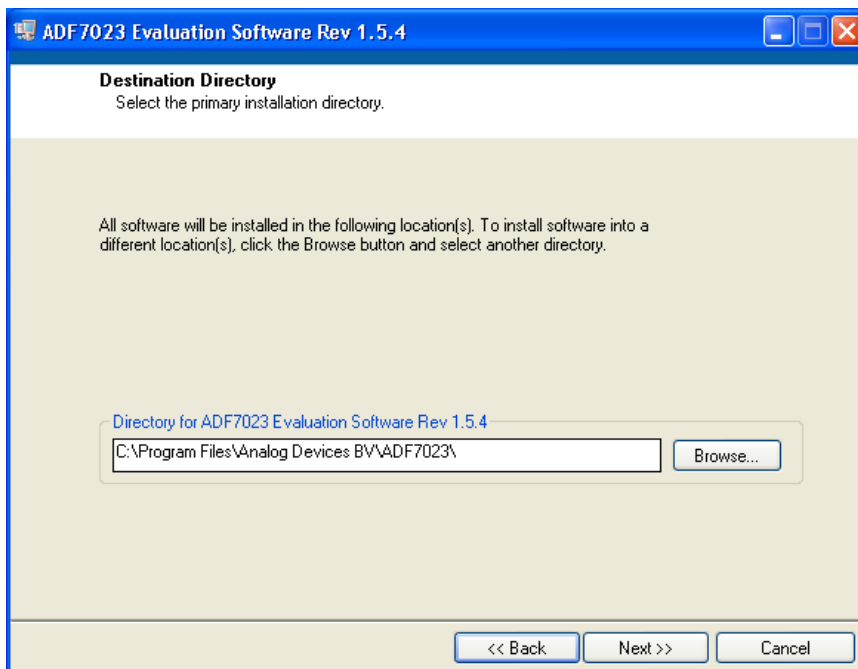 ADF7023 Evaluation Software Rev 1.5.4
Destination Directory
Select the primary installation directory.
All software will be installed in the following location(s). To install software into a
different location(s), click the Browse button and select another directory.
Directory for ADF7023 Evaluation Software Rev 1.5.4
C:\Program Files\Analog Devices BV\ADF7023\
Browse...
<< Back
Next >>
Cancel